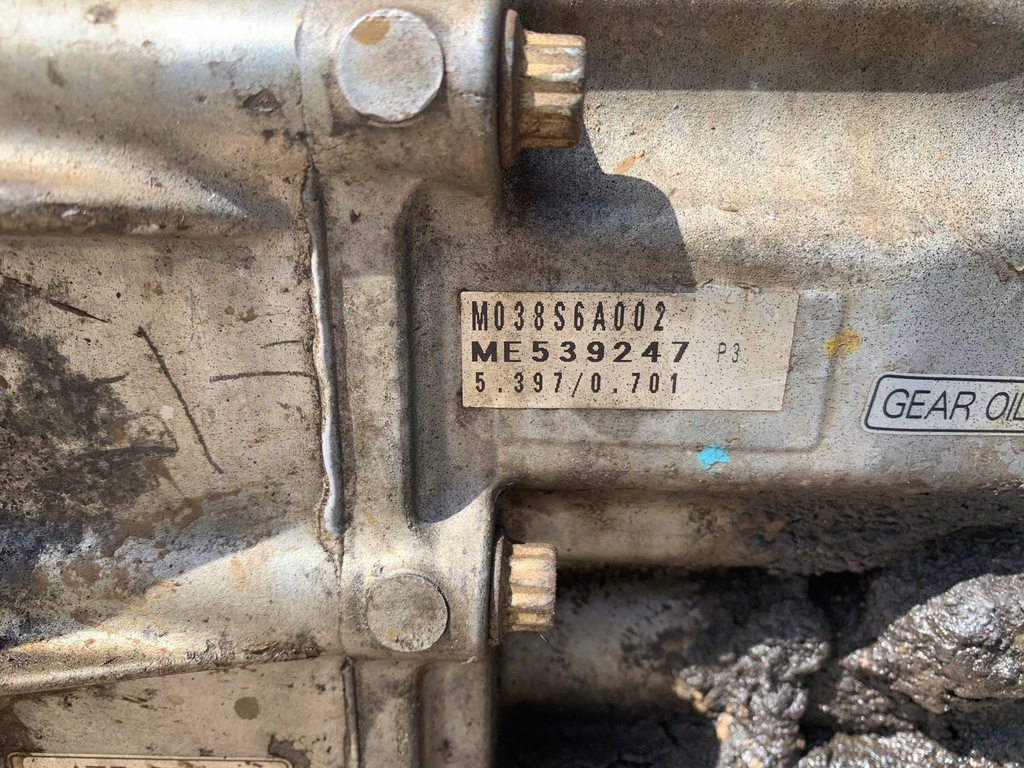 M038S6A002
ME539247 P3
5.397/0.701
GEAR OIL